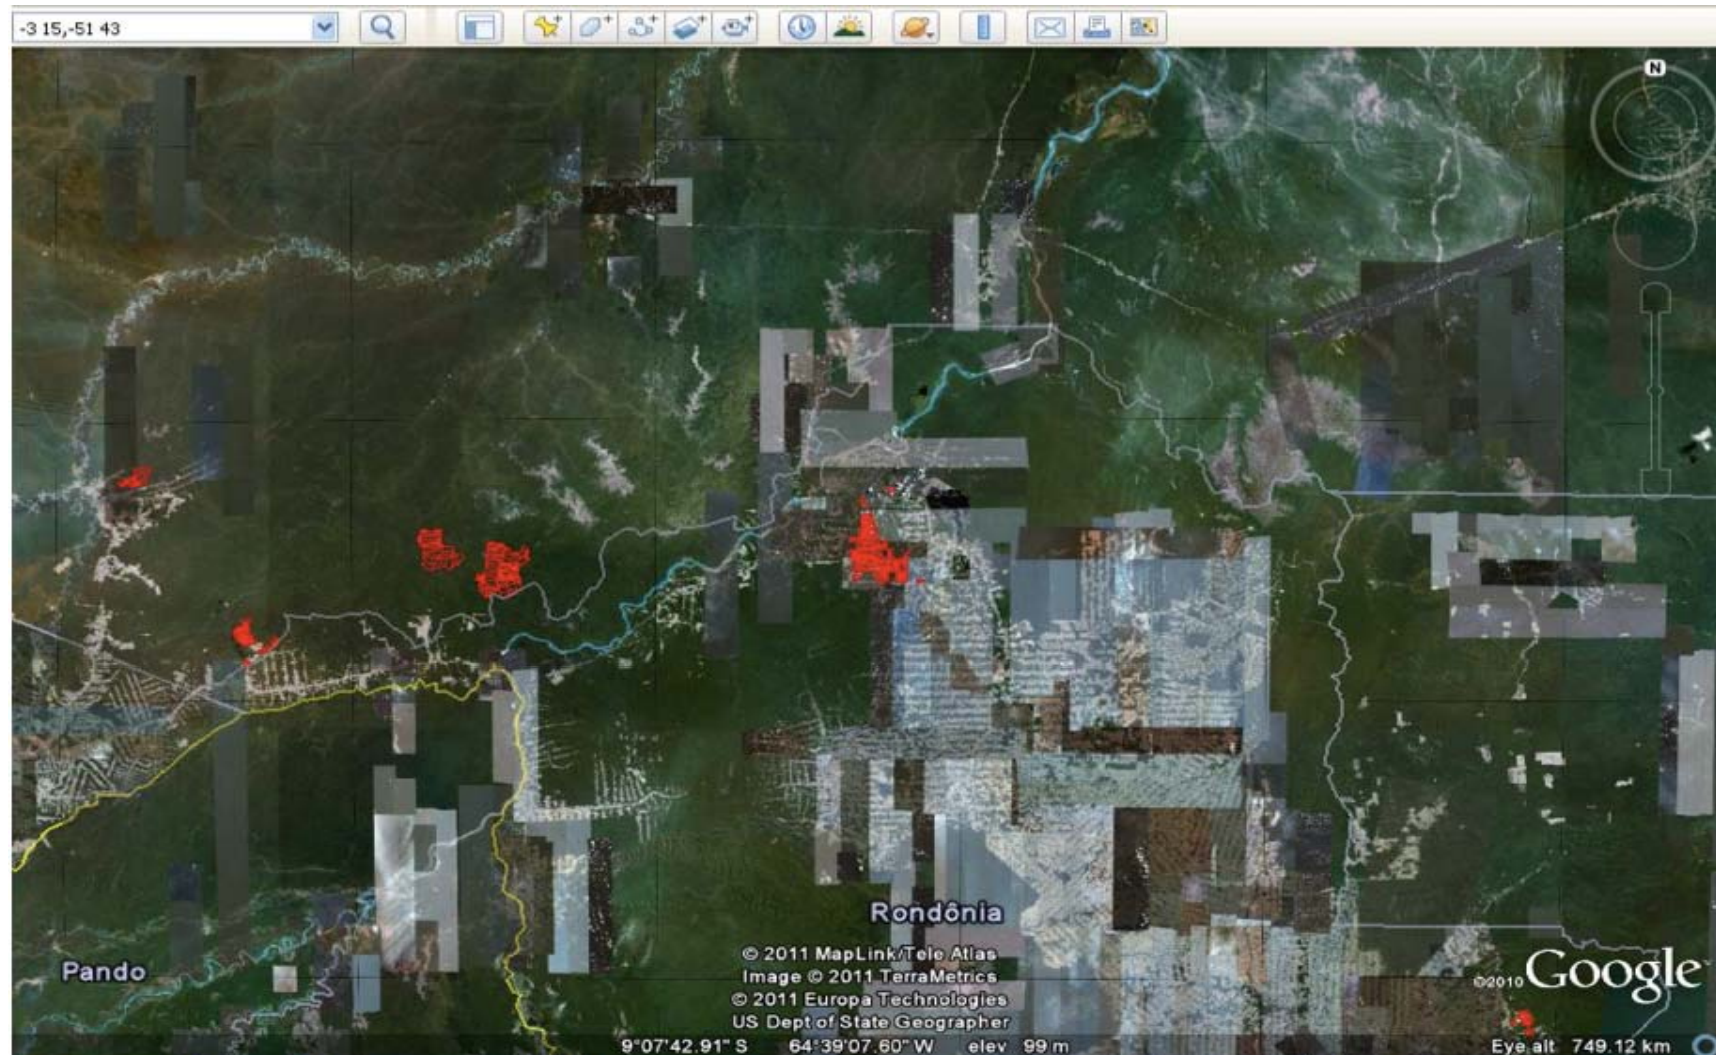 -3 15,-51 43
N
Rondônia
Pando
© 2011 MapLink/Tele Atlas
Image © 2011 TerraMetrics
© 2011 Europa Technologies
US Dept of State Geographer
©2010 Google
9°07'42.91" S 64°39'07.60" W elev 99 m
Eye alt 749.12 km